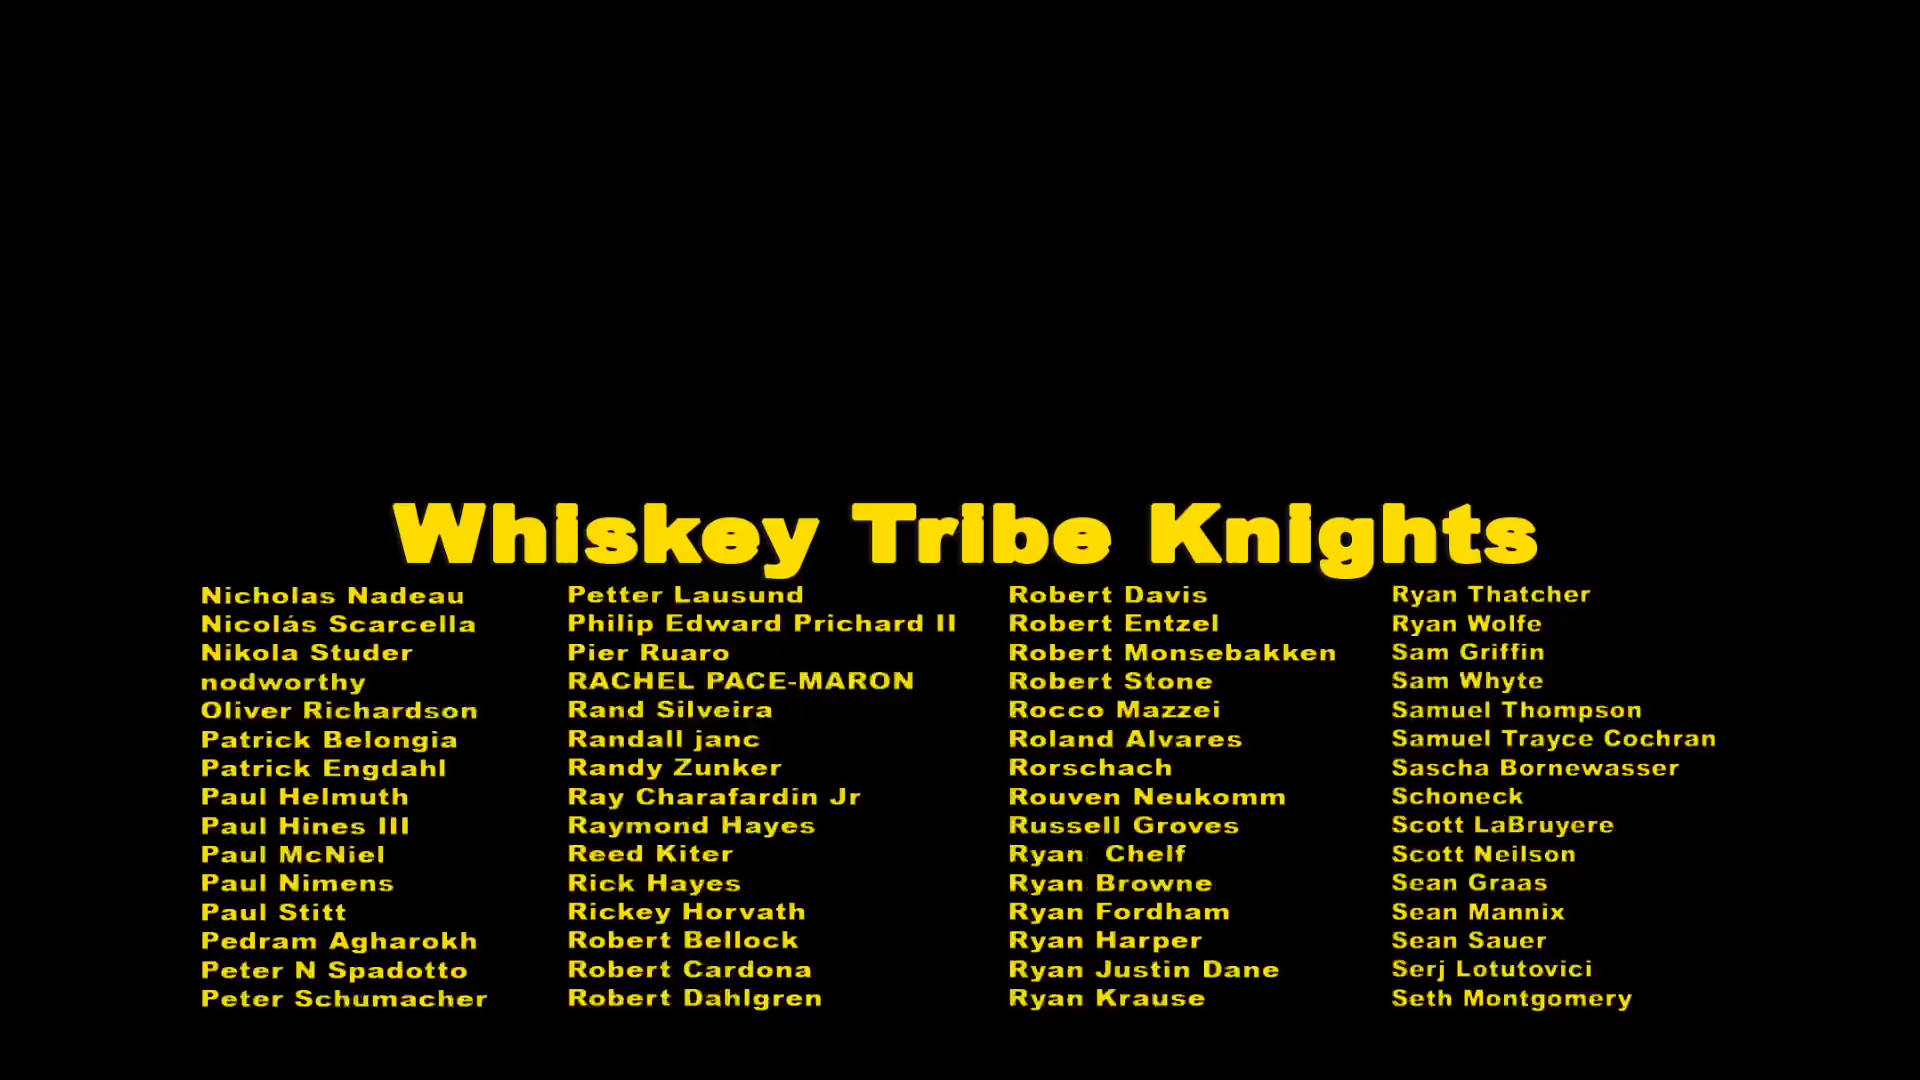 Whiskey Tribe Knights
Nicholas Nadeau
Nicolás Scarcella
Nikola Studer
nodworthy
Oliver Richardson
Patrick Belongia
Patrick Engdahl
Paul Helmuth
Paul Hines III
Paul McNiel
Paul Nimens
Paul Stitt
Pedram Agharokh
Peter N Spadotto
Peter Schumacher
Petter Lausund
Philip Edward Prichard II
Pier Ruaro
RACHEL PACE-MARON
Rand Silveira
Randall janc
Randy Zunker
Ray Charafardin Jr
Raymond Hayes
Reed Kiter
Rick Hayes
Rickey Horvath
Robert Bellock
Robert Cardona
Robert Dahlgren
Robert Davis
Robert Entzel
Robert Monsebakken
Robert Stone
Rocco Mazzei
Roland Alvares
Rorschach
Rouven Neukomm
Russell Groves
Ryan  Chelf
Ryan Browne
Ryan Fordham
Ryan Harper
Ryan Justin Dane
Ryan Krause
Ryan Thatcher
Ryan Wolfe
Sam Griffin
Sam Whyte
Samuel Thompson
Samuel Trayce Cochran
Sascha Bornewasser
Schoneck
Scott LaBruyere
Scott Neilson
Sean Graas
Sean Mannix
Sean Sauer
Serj Lotutovici
Seth Montgomery